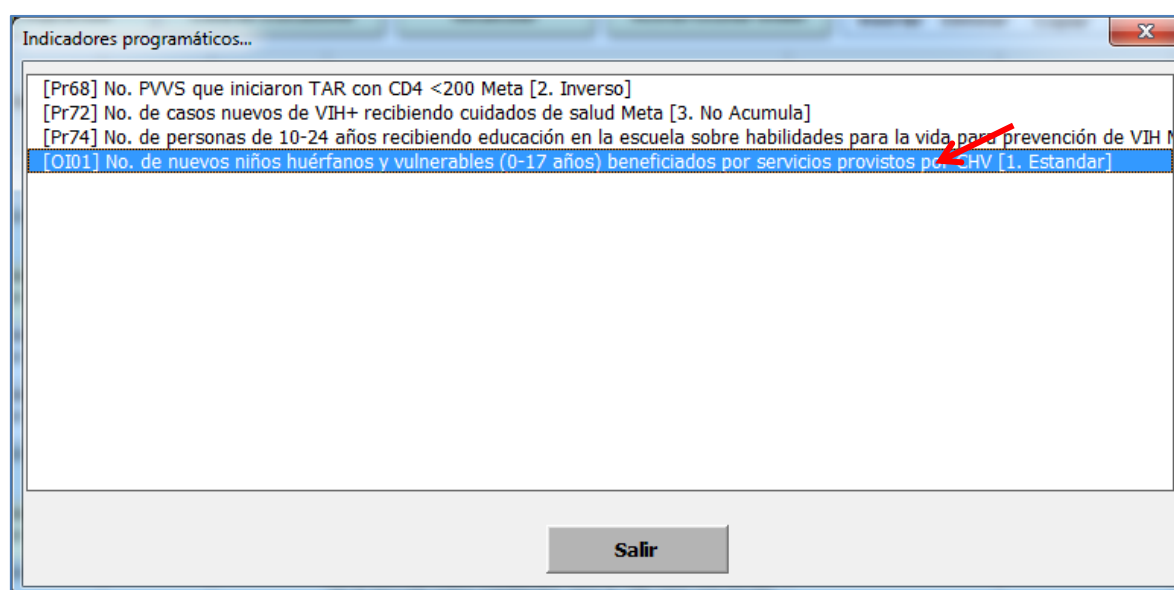 Indicadores programáticos...
[Pr68] No. PVVS que iniciaron TAR con CD4 <200 Meta [2. Inverso]
[Pr72] No. de casos nuevos de VIH+ recibiendo cuidados de salud Meta [3. No Acumula]
[Pr74] No. de personas de 10-24 años recibiendo educación en la escuela sobre habilidades para la vida para prevención de VIH
[OI01] No. de nuevos niños huérfanos y vulnerables (0-17 años) beneficiados por servicios provistos por CHV [1. Estandar]
Salir